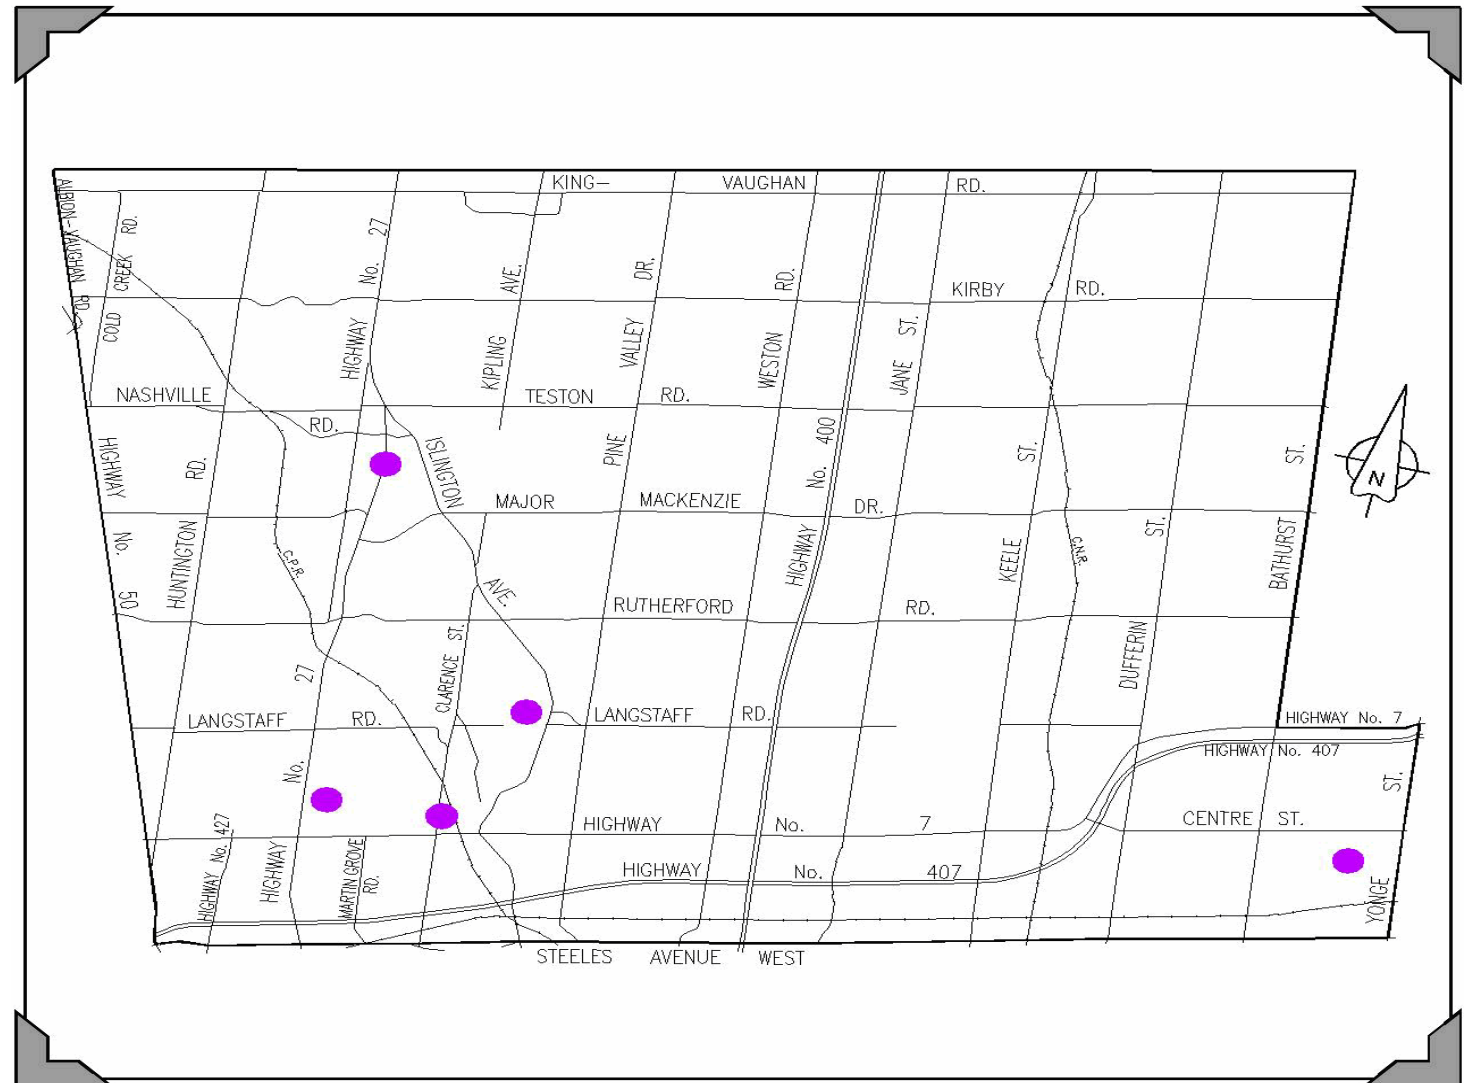 KING– VAUGHAN RD.
ALBION–VAUGHAN RD.
COLD CREEK RD.
HIGHWAY No. 27
KIPLING AVE.
PINE VALLEY DR.
WESTON RD.
JANE ST.
KIRBY RD.
NASHVILLE RD.
TESTON RD.
HIGHWAY No. 50
HUNTINGTON RD.
ISLINGTON AVE.
HIGHWAY No. 400
KEELE ST.
DUFFERIN ST.
BATHURST ST.
N
MAJOR MACKENZIE DR.
C.P.R.
C.N.R.
RUTHERFORD RD.
CLARENCE ST.
LANGSTAFF RD.
LANGSTAFF RD.
HIGHWAY No. 7
HIGHWAY No. 407
HIGHWAY No. 27
CENTRE ST.
HIGHWAY No. 7
HIGHWAY No. 427
MARTIN GROVE RD.
HIGHWAY No. 407
YONGE ST.
STEELES AVENUE WEST